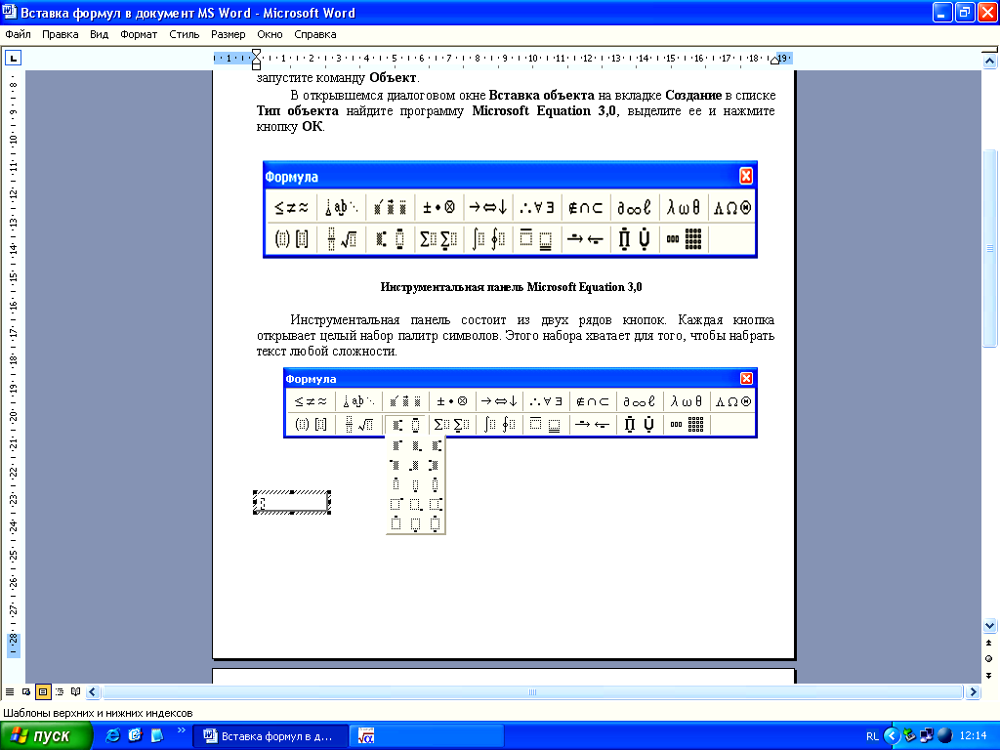 Вставка формул в документ MS Word - Microsoft Word
Файл Правка Вид Формат Стиль Размер Окно Справка
запустите команду Объект.
В открывшемся диалоговом окне Вставка объекта на вкладке Создание в списке
Тип объекта найдите программу Microsoft Equation 3,0, выделите ее и нажмите
кнопку ОК.
Формула
Инструментальная панель Microsoft Equation 3,0
Инструментальная панель состоит из двух рядов кнопок. Каждая кнопка
открывает целый набор палитр символов. Этого набора хватает для того, чтобы набрать
текст любой сложности.
Формула
Шаблоны верхних и нижних индексов
пуск
Вставка формул в д...
RL
12:14